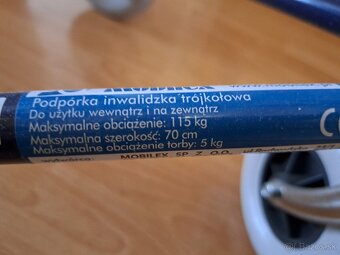 Podpórka inwalidzka trójkołowa
Do użytku wewnątrz i na zewnątrz
Maksymalne obciążenie: 115 kg
Maksymalna szerokość: 70 cm
Maksymalne obciążenie torby: 5 kg
MOBILEX SP. Z O.O.